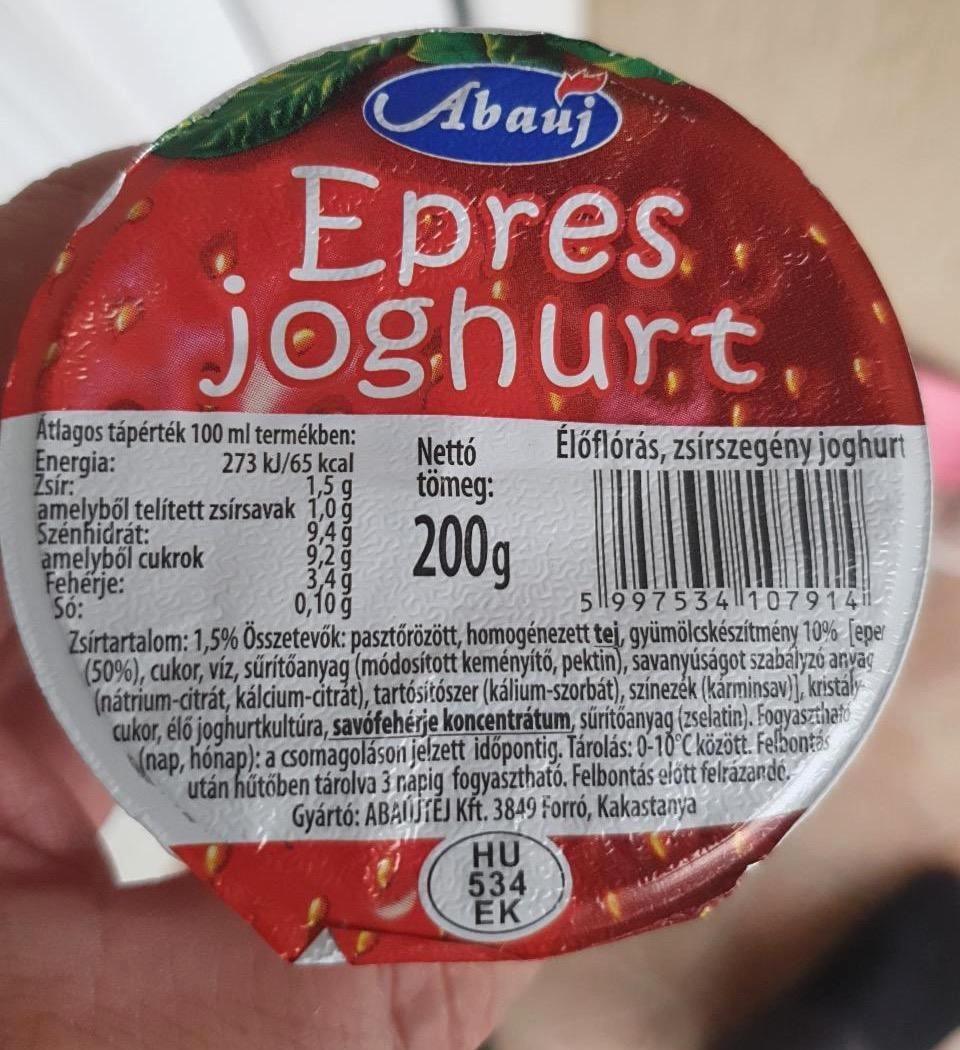 Abaúj
Epres
joghurt
Átlagos tápérték 100 ml termékben:
Energia: 273 kJ/65 kcal
Zsír: 1,5 g
amelyből telített zsírsavak 1,0 g
Szénhidrát: 9,4 g
amelyből cukrok 9,2 g
Fehérje: 3,4 g
Só: 0,10 g
Nettó
tömeg:
200g
Élőflórás, zsírszegény joghurt
5 997534 107914
Zsírtartalom: 1,5% Összetevők: pasztőrözött, homogénezett tej, gyümölcskészítmény 10% [eper
(50%), cukor, víz, sűrítőanyag (módosított keményítő, pektin), savanyúságot szabályzó anyag
(nátrium-citrát, kálcium-citrát), tartósítószer (kálium-szorbát), színezék (kárminsav)], kristály-
cukor, élő joghurtkultúra, savófehérje koncentrátum, sűrítőanyag (zselatin). Fogyasztható
(nap, hónap): a csomagoláson jelzett időpontig. Tárolás: 0-10°C között. Felbontás
után hűtőben tárolva 3 napig fogyasztható. Felbontás előtt felrázandó.
Gyártó: ABAÚJTEJ Kft. 3849 Forró, Kakastanya
HU
534
EK